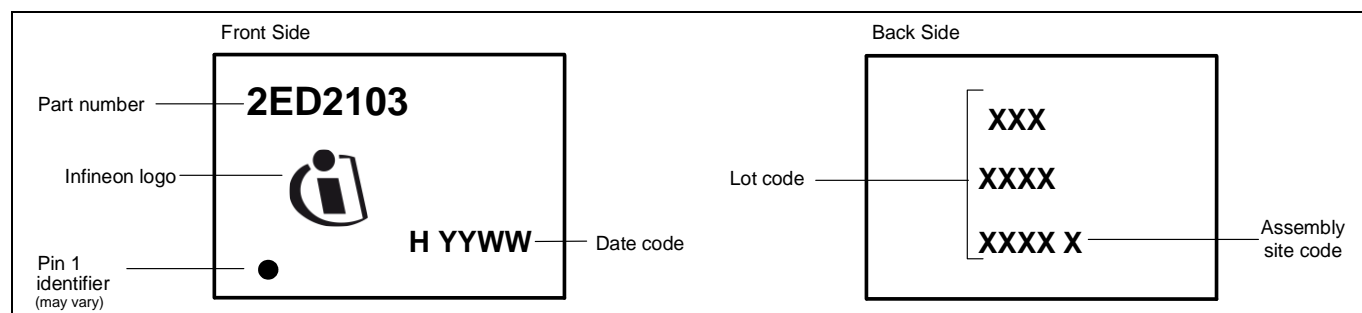 Front Side
Back Side
Part number
2ED2103
XXX
Infineon logo
i
Lot code
XXXX
H YYWW
Date code
XXXX X
Assembly
site code
Pin 1
identifier
(may vary)